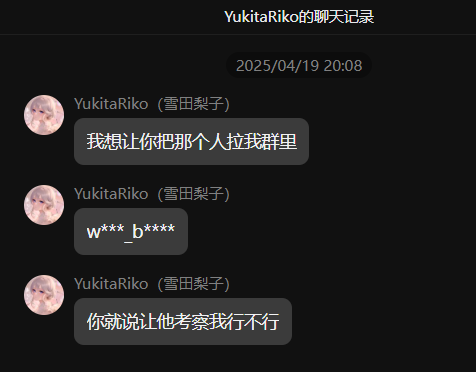 YukitaRiko的聊天记录
2025/04/19 20:08
YukitaRiko（雪田梨子）
我想让你把那个人拉我群里
YukitaRiko（雪田梨子）
w***_b****
YukitaRiko（雪田梨子）
你就说让他考察我行不行